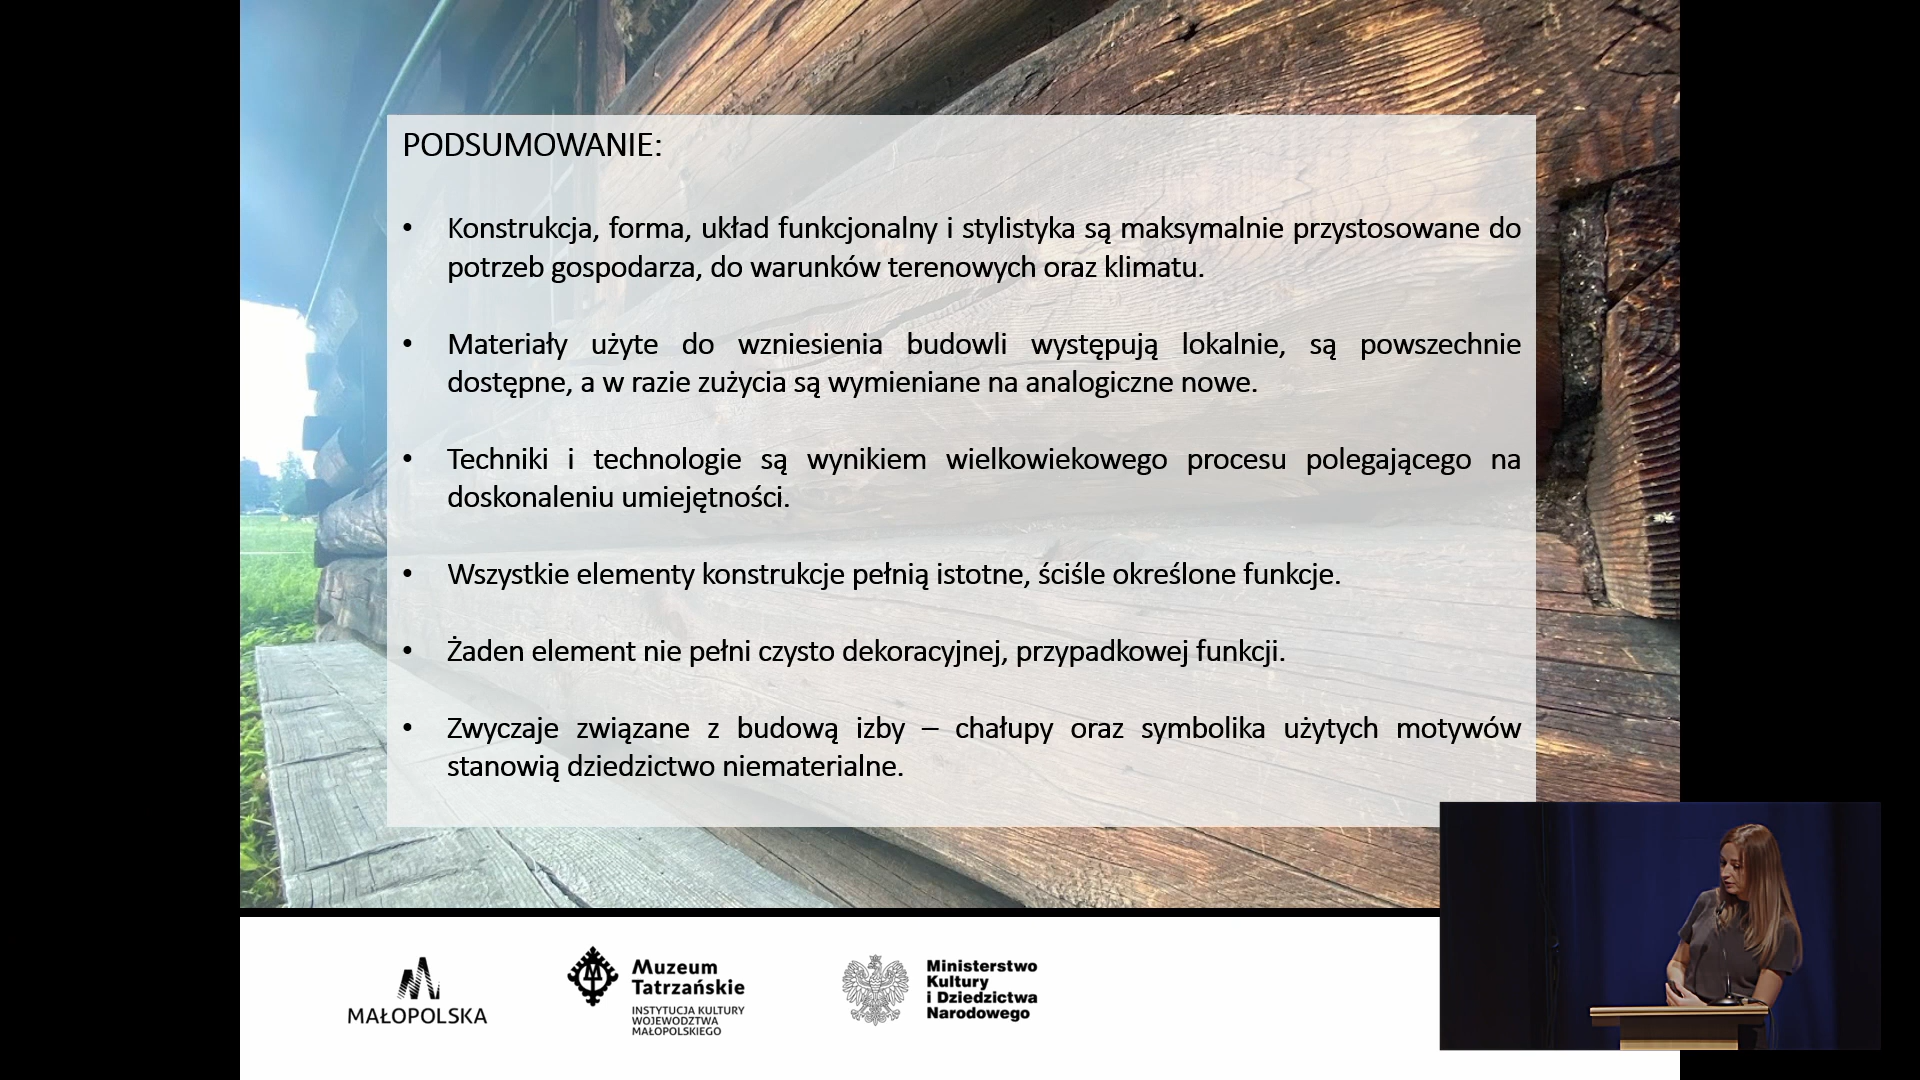 PODSUMOWANIE:
• Konstrukcja, forma, układ funkcjonalny i stylistyka są maksymalnie przystosowane do
potrzeb gospodarza, do warunków terenowych oraz klimatu.
• Materiały użyte do wzniesienia budowli występują lokalnie, są powszechnie
dostępne, a w razie zużycia są wymieniane na analogiczne nowe.
• Techniki i technologie są wynikiem wielkowiekowego procesu polegającego na
doskonaleniu umiejętności.
• Wszystkie elementy konstrukcje pełnią istotne, ściśle określone funkcje.
• Żaden element nie pełni czysto dekoracyjnej, przypadkowej funkcji.
• Zwyczaje związane z budową izby – chałupy oraz symbolika użytych motywów
stanowią dziedzictwo niematerialne.
MAŁOPOLSKA
Muzeum
Tatrzańskie
INSTYTUCJA KULTURY
WOJEWÓDZTWA
MAŁOPOLSKIEGO
Ministerstwo
Kultury
i Dziedzictwa
Narodowego